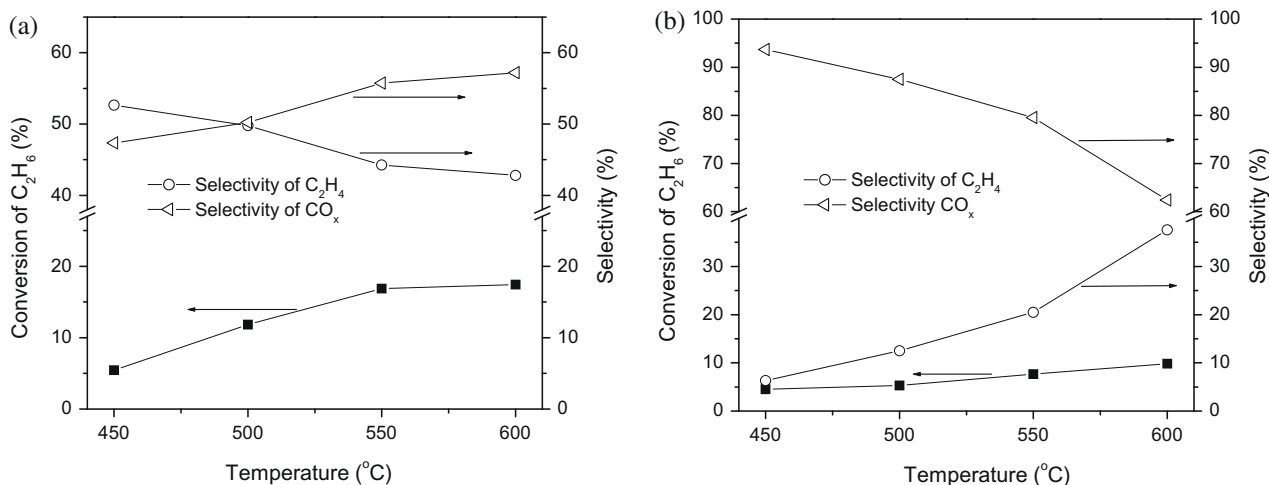 (a)
60
50
40
20
10
0
Conversion of C₂H₆ (%)
60
50
40
20
10
0
Selectivity (%)
Selectivity of C₂H₄
Selectivity of COₓ
450 500 550 600
Temperature (°C)
(b)
100
90
80
70
60
30
20
10
0
Conversion of C₂H₆ (%)
100
90
80
70
60
30
20
10
0
Selectivity (%)
Selectivity of C₂H₄
Selectivity COₓ
450 500 550 600
Temperature (°C)